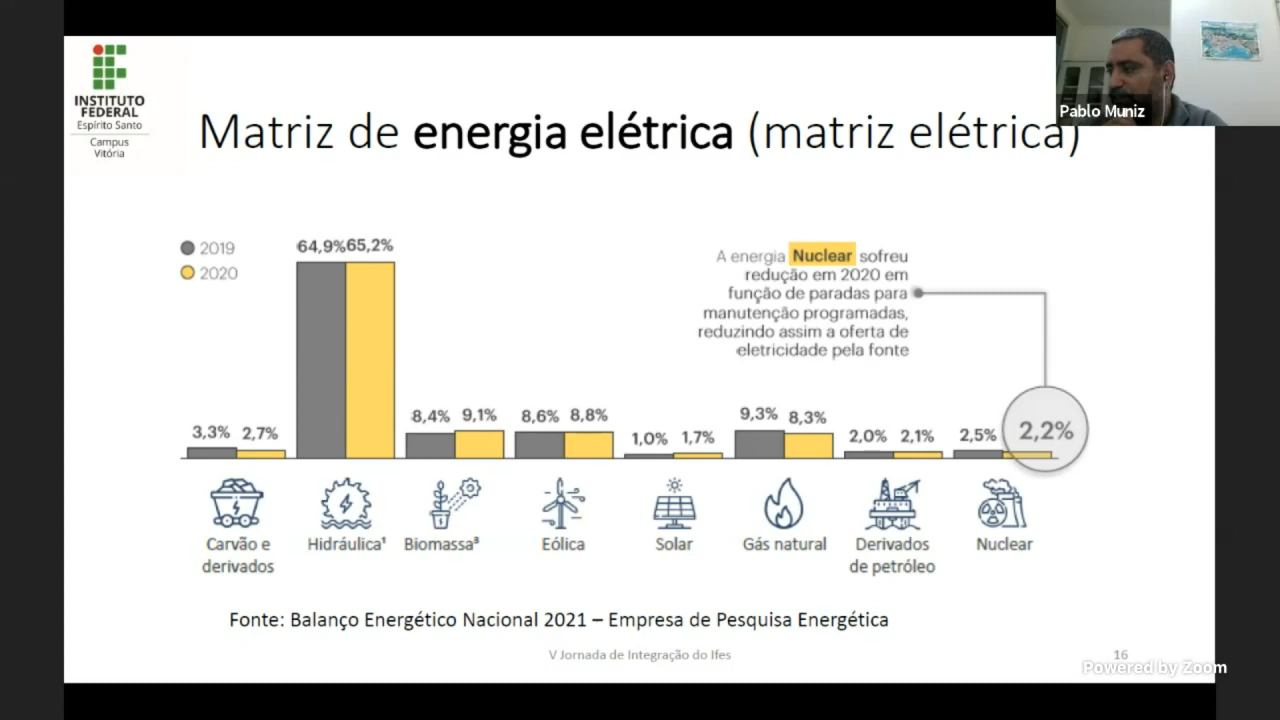 INSTITUTO
FEDERAL
Espírito Santo
Campus
Vitória
Pablo Muniz
Matriz de energia elétrica (matriz elétrica)
2019
2020
64,9% 65,2%
A energia Nuclear sofreu
redução em 2020 em
função de paradas para
manutenção programadas,
reduzindo assim a oferta de
eletricidade pela fonte
3,3% 2,7%
8,4% 9,1%
8,6% 8,8%
1,0% 1,7%
9,3% 8,3%
2,0% 2,1%
2,5% 2,2%
Carvão e
derivados
Hidráulica¹
Biomassa³
Eólica
Solar
Gás natural
Derivados
de petróleo
Nuclear
Fonte: Balanço Energético Nacional 2021 – Empresa de Pesquisa Energética
V Jornada de Integração do Ifes
16
Powered by Zoom